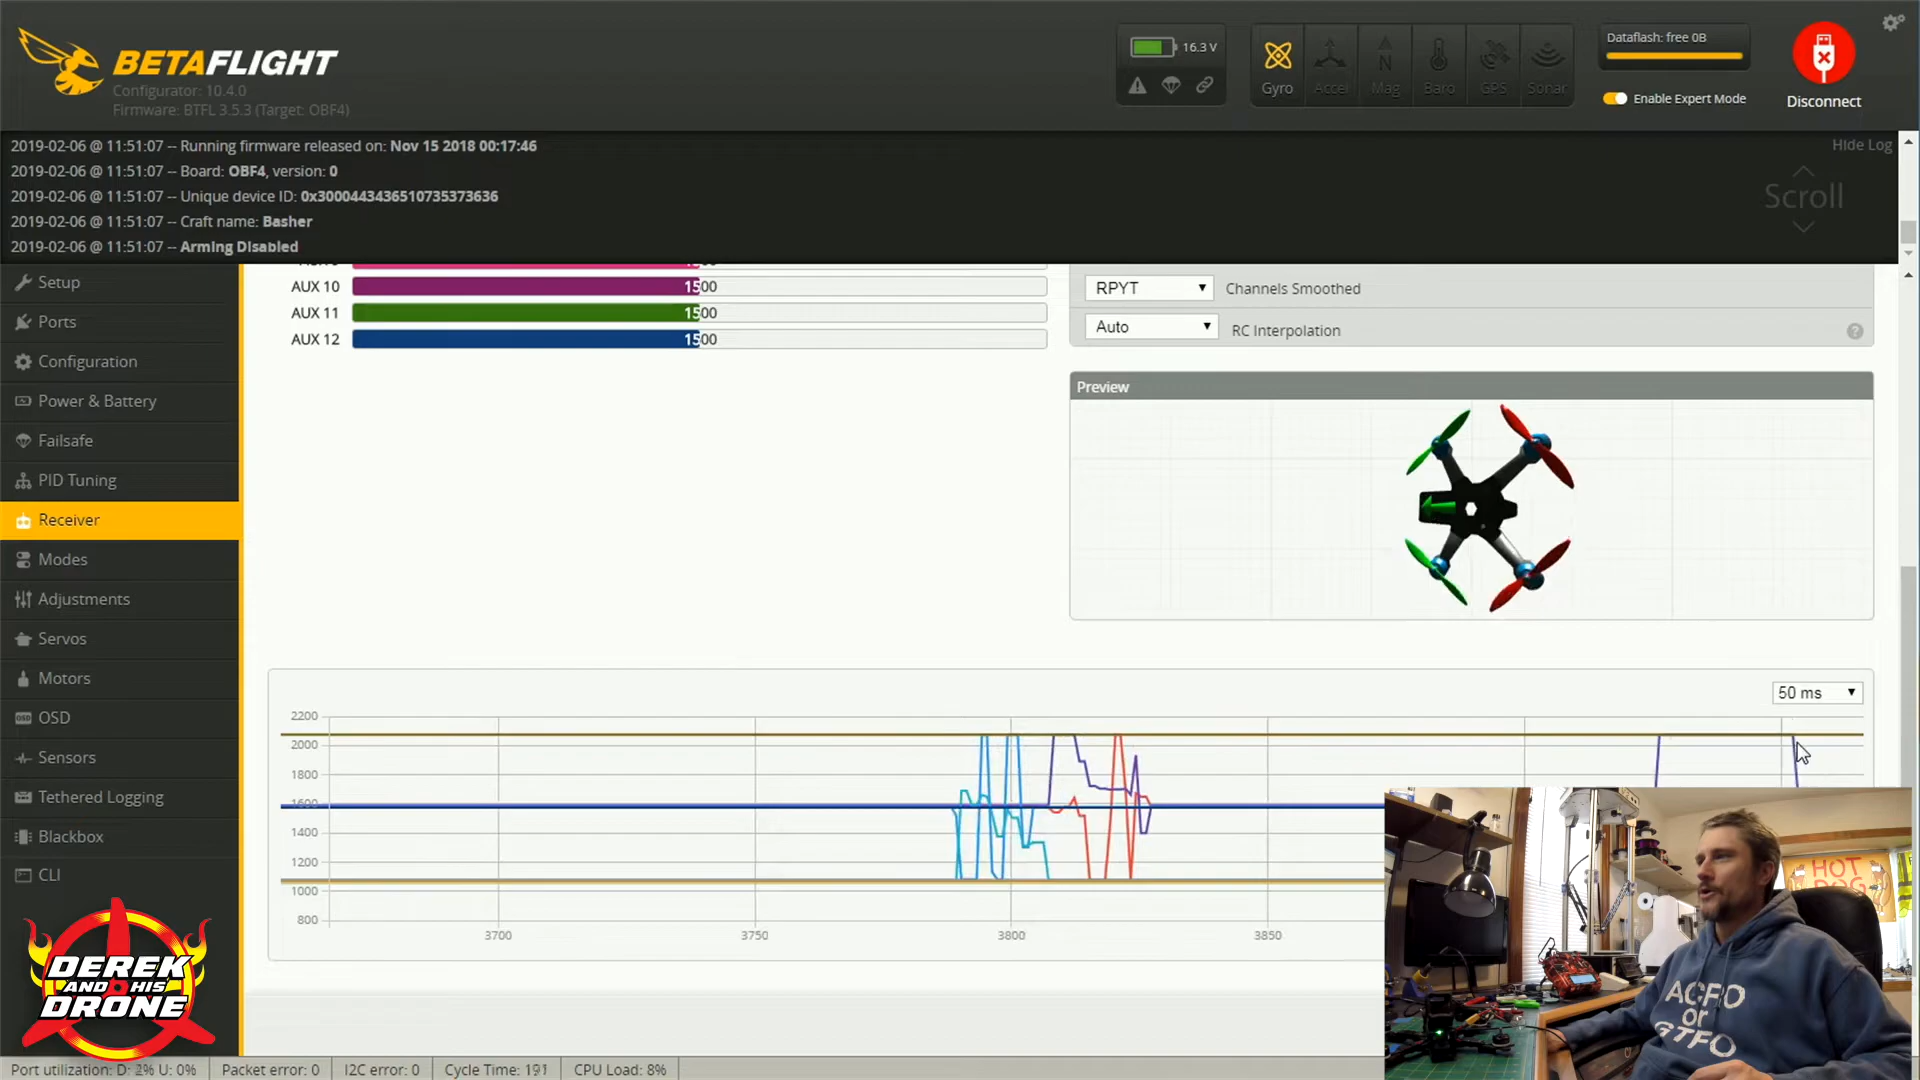 BETAFLIGHT
Configurator: 10.4.0
Firmware: BTFL 3.5.3 (Target: OBF4)
16.3 V
Gyro
Accel
Mag
Baro
GPS
Sonar
Dataflash: free 0B
Enable Expert Mode
Disconnect
2019-02-06 @ 11:51:07 -- Running firmware released on: Nov 15 2018 00:17:46
2019-02-06 @ 11:51:07 -- Board: OBF4, version: 0
2019-02-06 @ 11:51:07 -- Unique device ID: 0x3000443436510735373636
2019-02-06 @ 11:51:07 -- Craft name: Basher
2019-02-06 @ 11:51:07 -- Arming Disabled
Hide Log
Scroll
Setup
Ports
Configuration
Power & Battery
Failsafe
PID Tuning
Receiver
Modes
Adjustments
Servos
Motors
OSD
Sensors
Tethered Logging
Blackbox
CLI
AUX 10 1500
AUX 11 1500
AUX 12 1500
RPYT Channels Smoothed
Auto RC Interpolation
Preview
50 ms
2200
2000
1800
1600
1400
1200
1000
800
3700 3750 3800 3850
DEREK
AND HIS
DRONE
HOT
DOG
ACRO
or
GTFO
Port utilization: D: 2% U: 0%
Packet error: 0
I2C error: 0
Cycle Time: 191
CPU Load: 8%